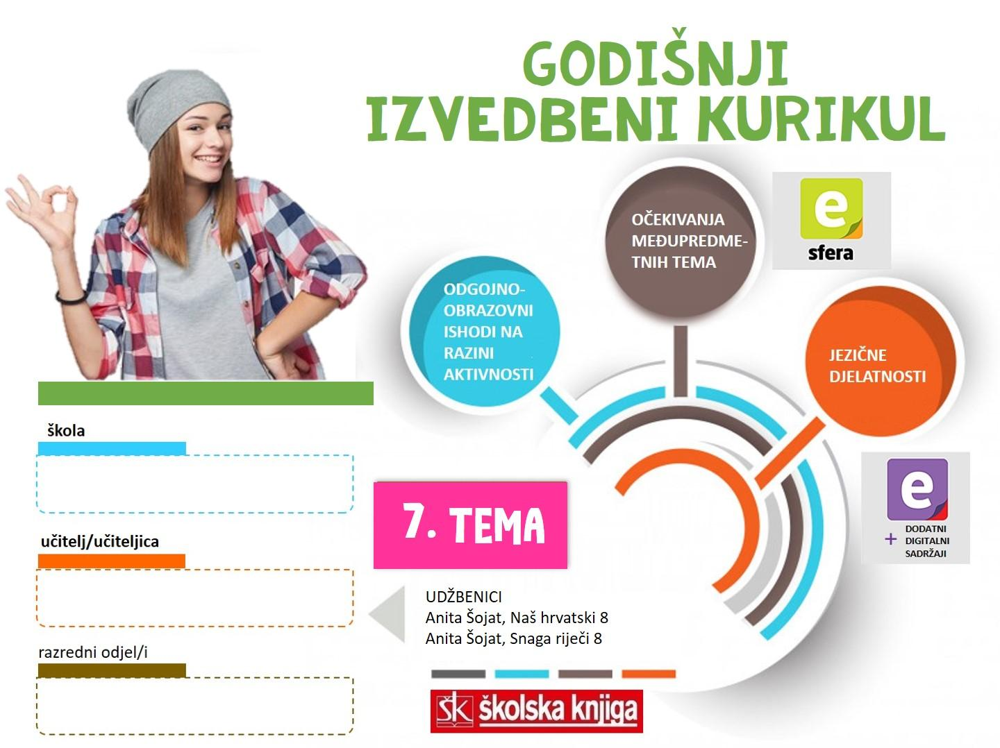 GODIŠNJI
IZVEDBENI KURIKUL
OČEKIVANJA
MEĐUPREDME-
TNIH TEMA
e
sfera
ODGOJNO-
OBRAZOVNI
ISHODI NA
RAZINI
AKTIVNOSTI
JEZIČNE
DJELATNOSTI
škola
e
+ DODATNI
DIGITALNI
SADRŽAJI
7. TEMA
učitelj/učiteljica
UDŽBENICI
Anita Šojat, Naš hrvatski 8
Anita Šojat, Snaga riječi 8
razredni odjel/i
šk školska knjiga